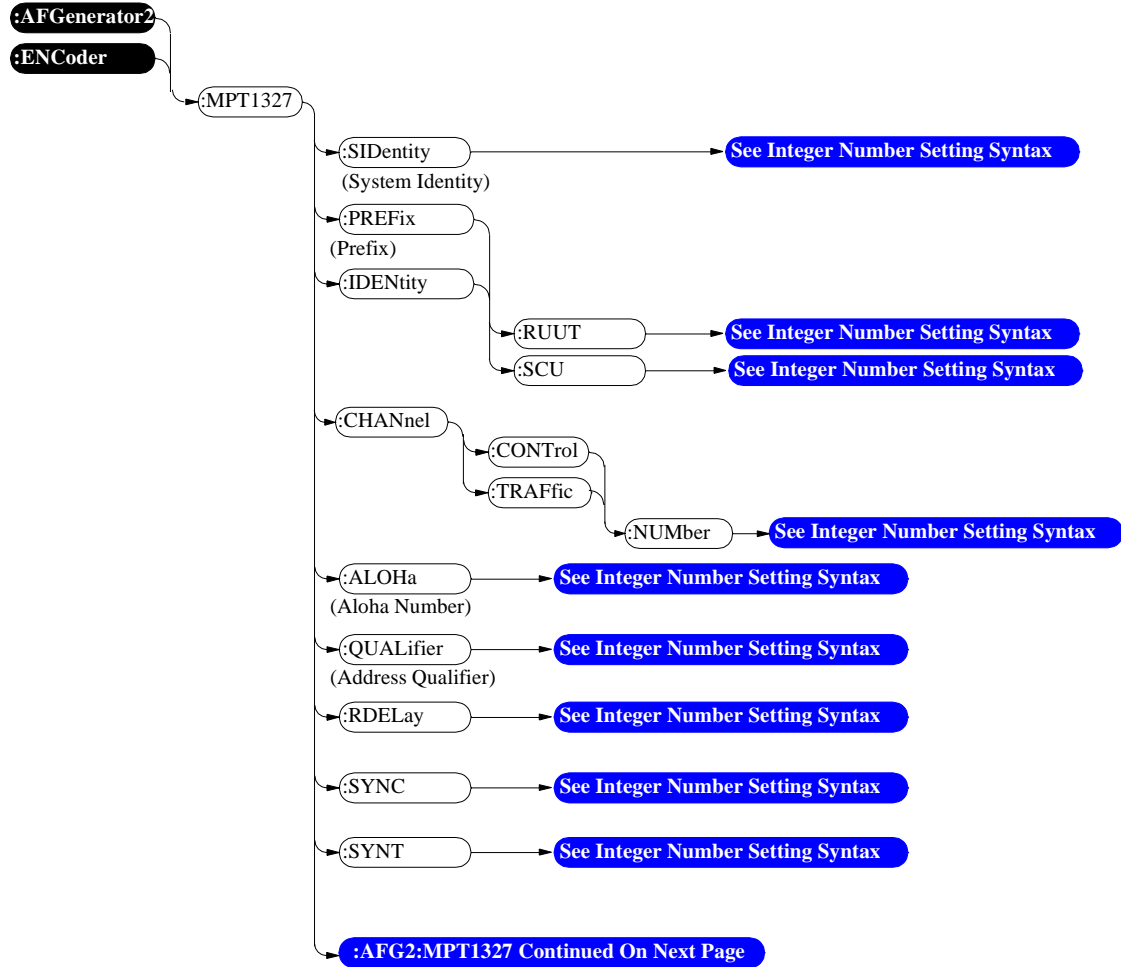 :AFGenerator2
:ENCoder
:MPT1327
:SIDentity
See Integer Number Setting Syntax
(System Identity)
:PREFix
(Prefix)
:IDENtity
:RUUT
See Integer Number Setting Syntax
:SCU
See Integer Number Setting Syntax
:CHANnel
:CONTrol
:TRAFfic
:NUMber
See Integer Number Setting Syntax
:ALOHa
See Integer Number Setting Syntax
(Aloha Number)
:QUALifier
See Integer Number Setting Syntax
(Address Qualifier)
:RDELay
See Integer Number Setting Syntax
:SYNC
See Integer Number Setting Syntax
:SYNT
See Integer Number Setting Syntax
:AFG2:MPT1327 Continued On Next Page